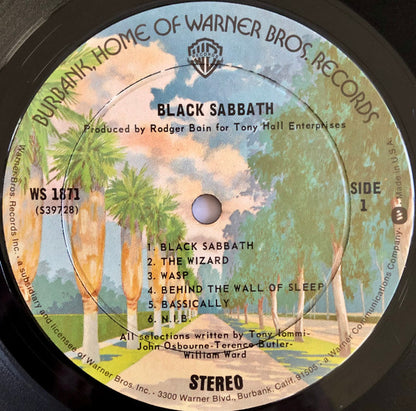 BURBANK, HOME OF WARNER BROS. RECORDS
BLACK SABBATH
Produced by Rodger Bain for Tony Hall Enterprises
WS 1871
(S39728)
SIDE
1
1. BLACK SABBATH
2. THE WIZARD
3. WASP
4. BEHIND THE WALL OF SLEEP
5. BASSICALLY
6. N.I.B.
All selections written by Tony Iommi-
John Osbourne-Terence Butler-
William Ward
STEREO
Warner Bros. Records Inc. • a subsidiary and licensee of Warner Bros. Inc. • 3300 Warner Blvd., Burbank, Calif. 91505 • a Warner Communications Company • Made in U.S.A.